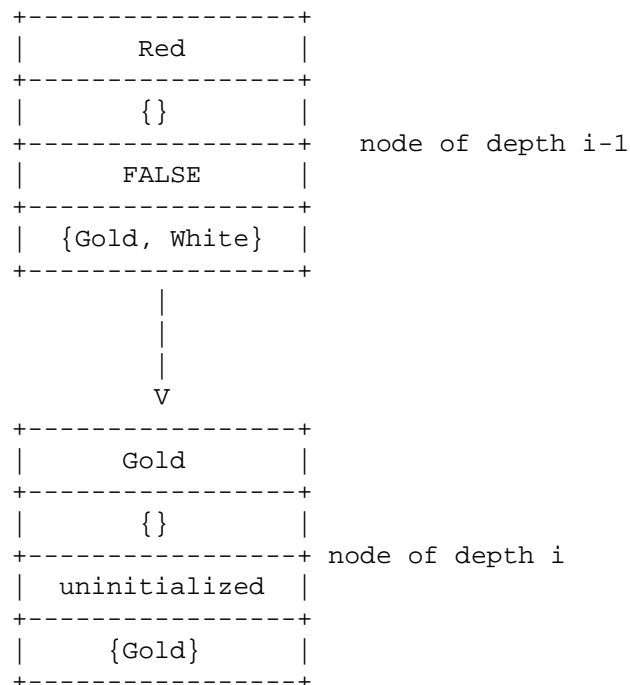 Red
{}
node of depth i-1
FALSE
{Gold, White}
V
Gold
{}
node of depth i
uninitialized
{Gold}